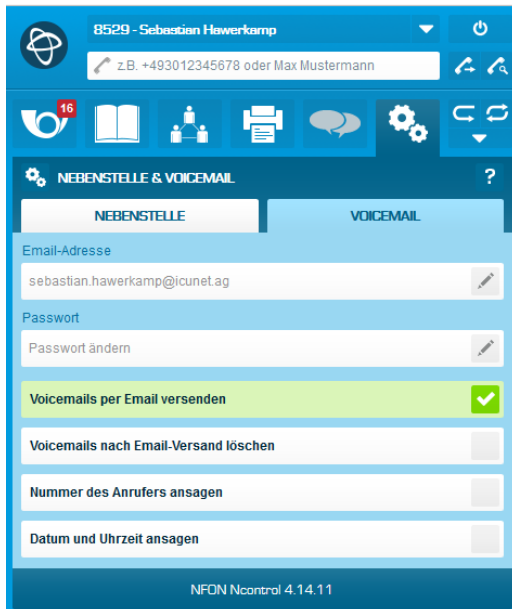 8529 - Sebastian Hawerkamp
z.B. +493012345678 oder Max Mustermann
16
NEBENSTELLE & VOICEMAIL
?
NEBENSTELLE
VOICEMAIL
Email-Adresse
sebastian.hawerkamp@icunet.ag
Passwort
Passwort ändern
Voicemails per Email versenden
Voicemails nach Email-Versand löschen
Nummer des Anrufers ansagen
Datum und Uhrzeit ansagen
NFON Ncontrol 4.14.11